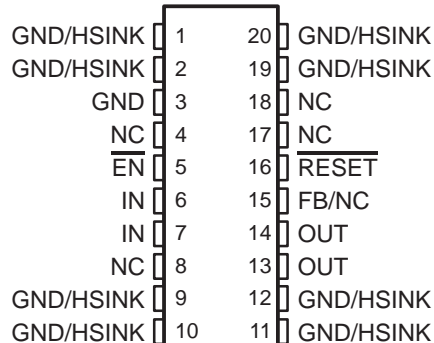 GND/HSINK 1 20 GND/HSINK
GND/HSINK 2 19 GND/HSINK
GND 3 18 NC
NC 4 17 NC
EN 5 16 RESET
IN 6 15 FB/NC
IN 7 14 OUT
NC 8 13 OUT
GND/HSINK 9 12 GND/HSINK
GND/HSINK 10 11 GND/HSINK